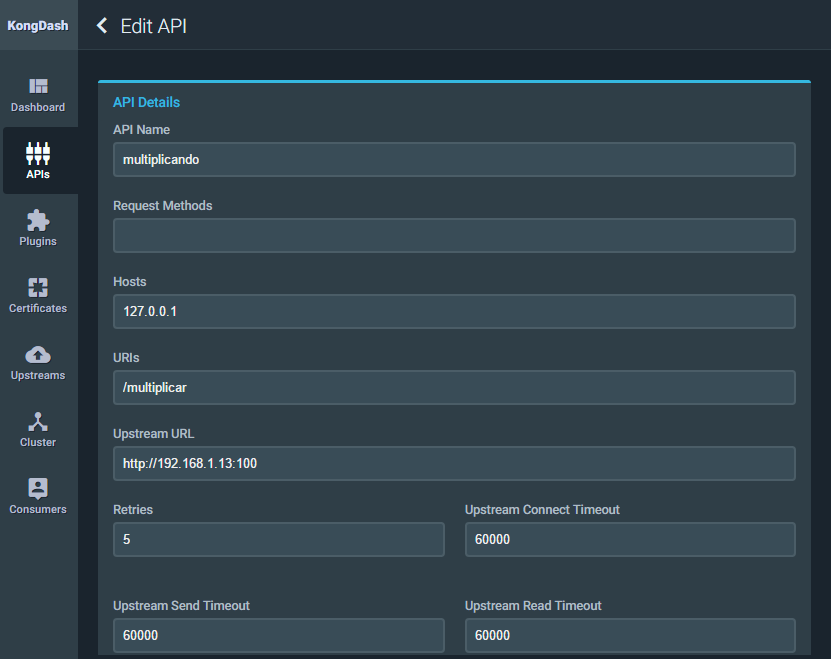 KongDash
Edit API
Dashboard
APIs
Plugins
Certificates
Upstreams
Cluster
Consumers
API Details
API Name
multiplicando
Request Methods
Hosts
127.0.0.1
URIs
/multiplicar
Upstream URL
http://192.168.1.13:100
Retries
Upstream Connect Timeout
5
60000
Upstream Send Timeout
Upstream Read Timeout
60000
60000